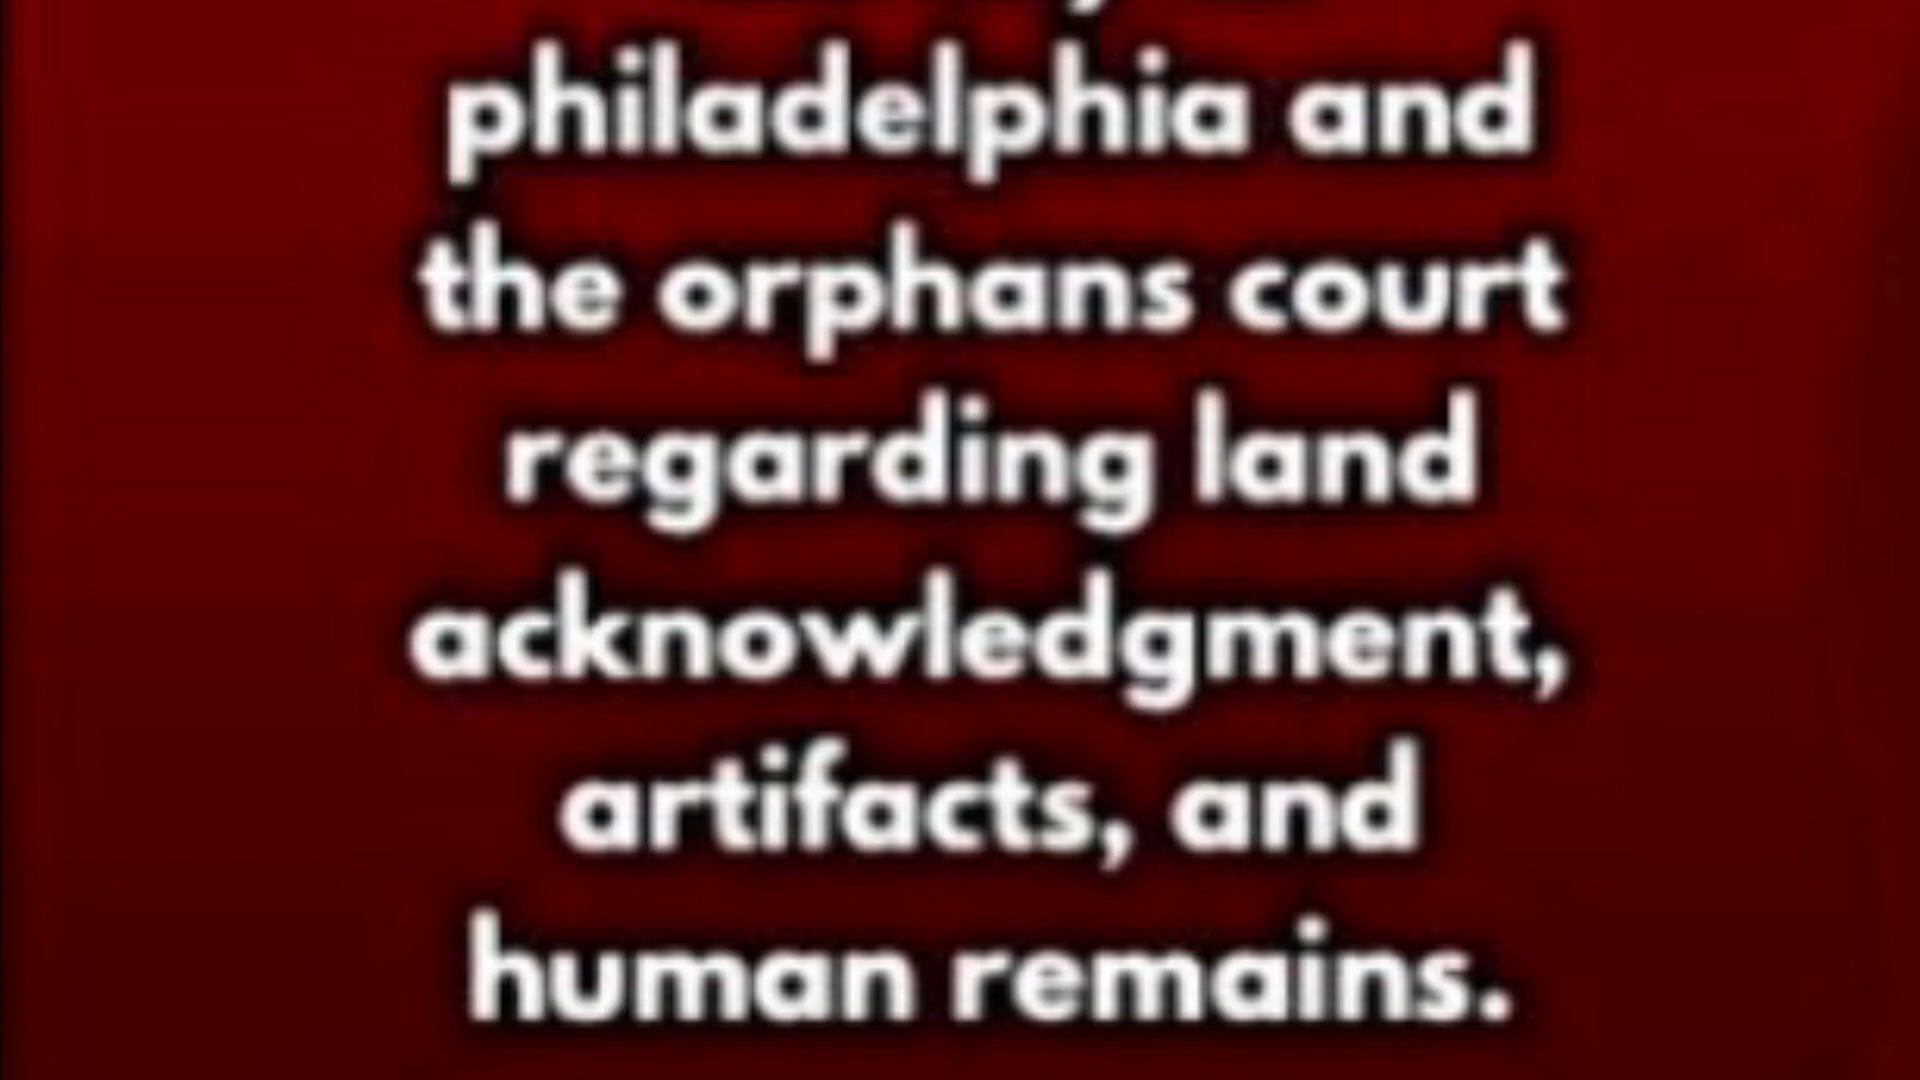 philadelphia and
the orphans court
regarding land
acknowledgment,
artifacts, and
human remains.